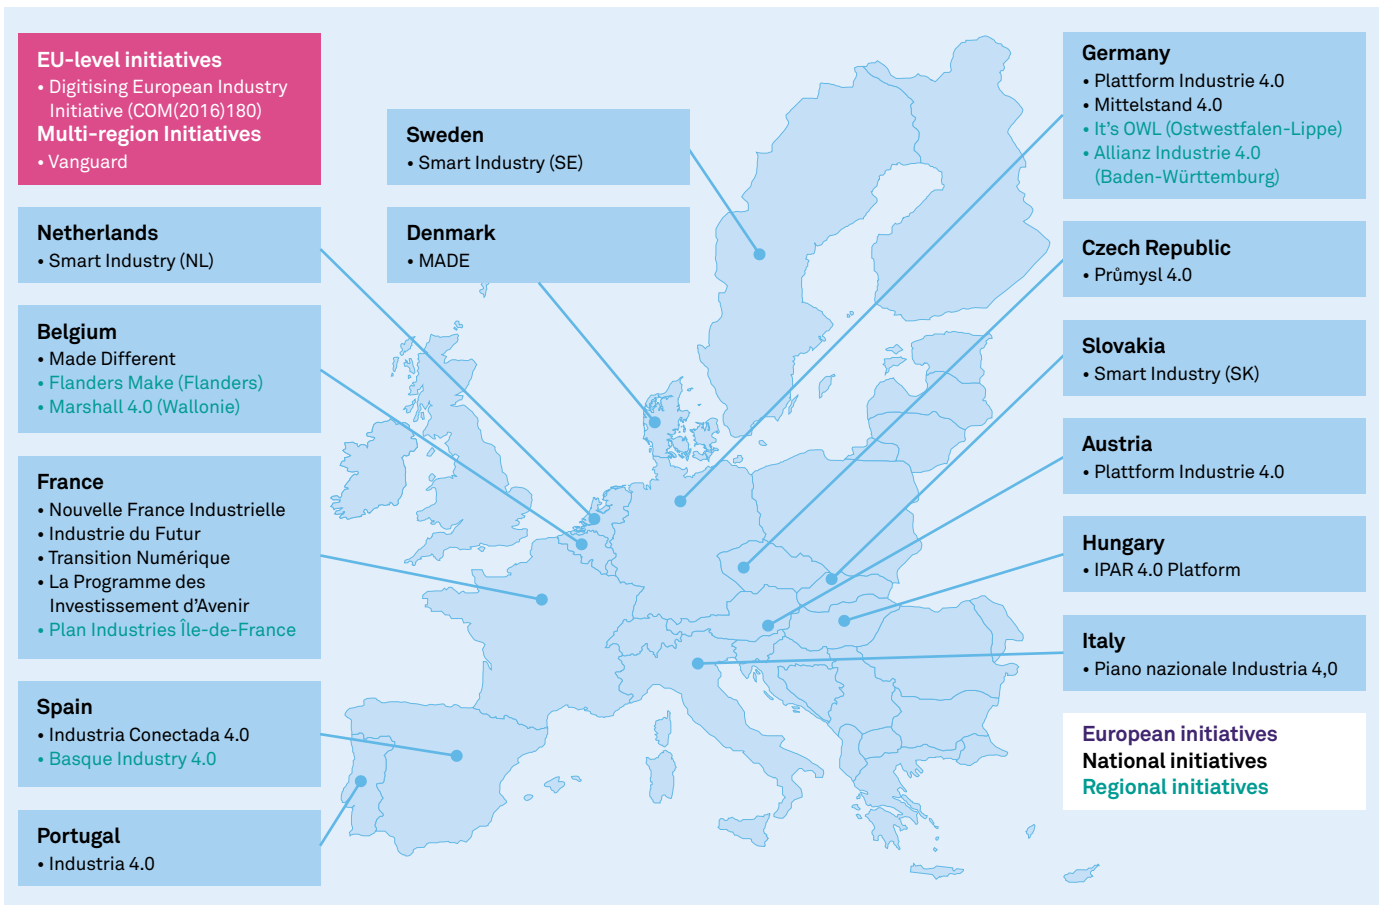 EU-level initiatives
• Digitising European Industry
Initiative (COM(2016)180)
Multi-region Initiatives
• Vanguard
Netherlands
• Smart Industry (NL)
Belgium
• Made Different
• Flanders Make (Flanders)
• Marshall 4.0 (Wallonie)
France
• Nouvelle France Industrielle
• Industrie du Futur
• Transition Numérique
• La Programme des
Investissement d’Avenir
• Plan Industries Île-de-France
Spain
• Industria Conectada 4.0
• Basque Industry 4.0
Portugal
• Industria 4.0
Sweden
• Smart Industry (SE)
Denmark
• MADE
Germany
• Plattform Industrie 4.0
• Mittelstand 4.0
• It’s OWL (Ostwestfalen-Lippe)
• Allianz Industrie 4.0
(Baden-Württemburg)
Czech Republic
• Průmysl 4.0
Slovakia
• Smart Industry (SK)
Austria
• Plattform Industrie 4.0
Hungary
• IPAR 4.0 Platform
Italy
• Piano nazionale Industria 4,0
European initiatives
National initiatives
Regional initiatives